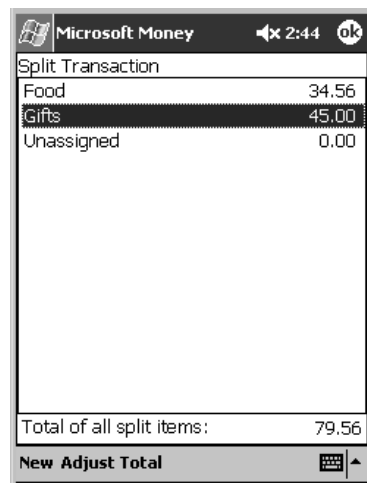 Microsoft Money 2:44 ok
Split Transaction
Food 34.56
Gifts 45.00
Unassigned 0.00
Total of all split items: 79.56
New Adjust Total